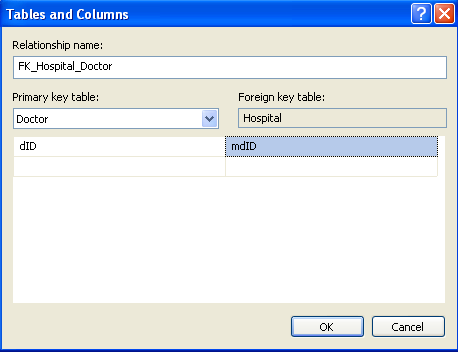 Tables and Columns
Relationship name:
FK_Hospital_Doctor
Primary key table: Foreign key table:
Doctor Hospital
dID mdID
OK Cancel